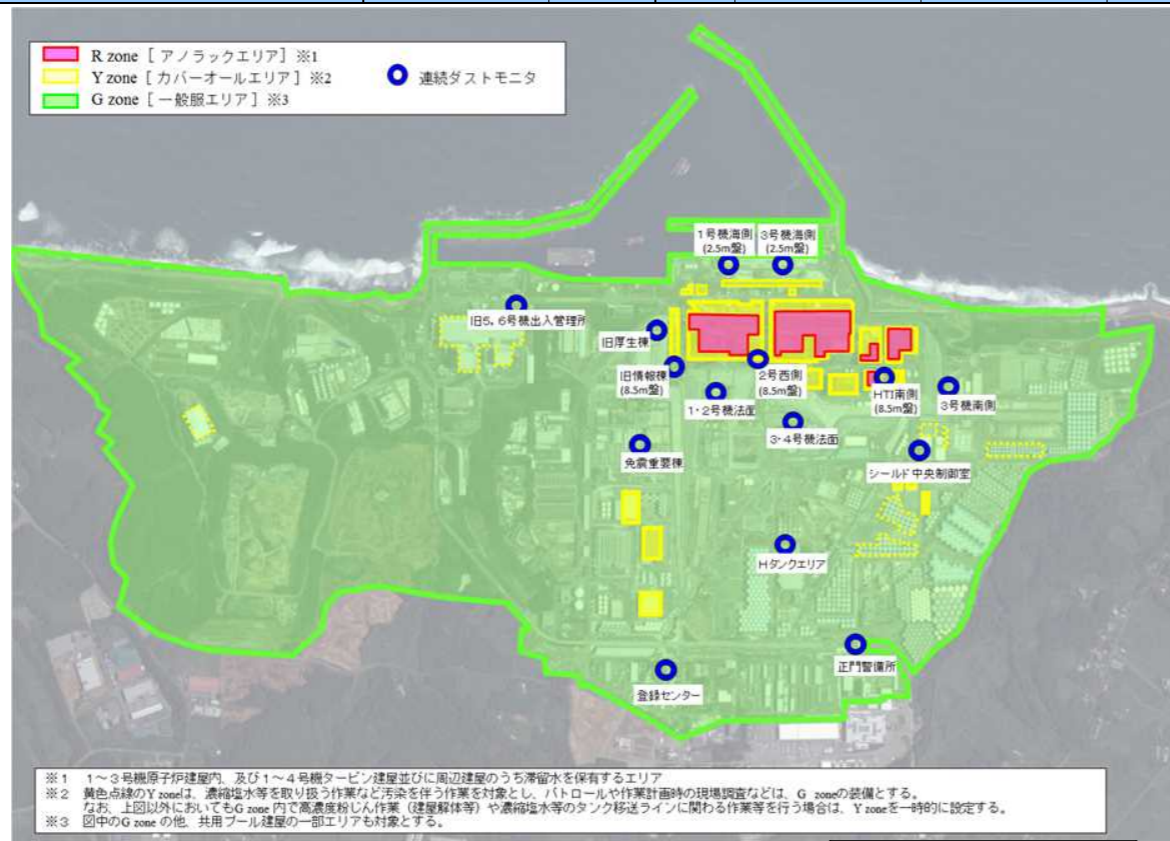 R zone [ アノラックエリア] ※1
Y zone [ カバーオールエリア] ※2
G zone [ 一般服エリア] ※3
連続ダストモニタ
1号機海側
(2.5m盤)
3号機海側
(2.5m盤)
旧5、6号機出入管理所
旧厚生棟
旧情報棟
(8.5m盤)
2号西側
(8.5m盤)
1・2号機法面
HTI南側
(8.5m盤)
3号機南側
3・4号機法面
免震重要棟
シールド中央制御室
Hタンクエリア
正門警備所
登録センター
※1 1～3号機原子炉建屋内、及び1～4号機タービン建屋並びに周辺建屋のうち滞留水を保有するエリア
※2 黄色点線のY zoneは、濃縮塩水等を取り扱う作業など汚染を伴う作業を対象とし、パトロールや作業計画時の現場調査などは、G zoneの装備とする。
なお、上図以外においてもG zone 内で高濃度粉じん作業（建屋解体等）や濃縮塩水等のタンク移送ラインに関わる作業等を行う場合は、Y zoneを一時的に設定する。
※3 図中のG zone の他、共用プール建屋の一部エリアも対象とする。